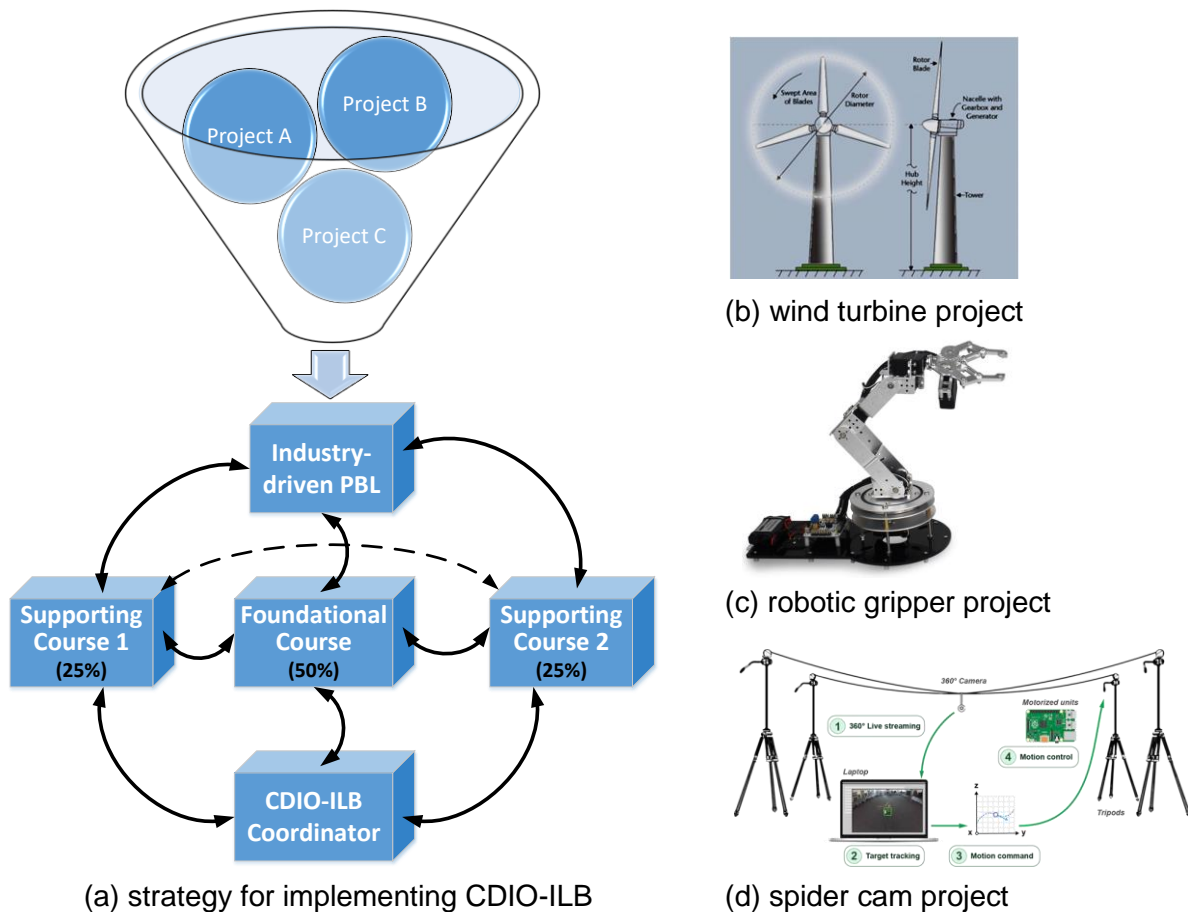 Project A
Project B
Project C
Industry-
driven PBL
Supporting
Course 1
(25%)
Foundational
Course
(50%)
Supporting
Course 2
(25%)
CDIO-ILB
Coordinator
(a) strategy for implementing CDIO-ILB
Swept Area
of Blades
Rotor
Diameter
Rotor
Blade
Nacelle with
Gearbox and
Generator
Hub
Height
Tower
(b) wind turbine project
(c) robotic gripper project
360° Camera
Motorized units
1 360° Live streaming
4 Motion control
Laptop
z
x
y
Tripods
2 Target tracking
3 Motion command
(d) spider cam project